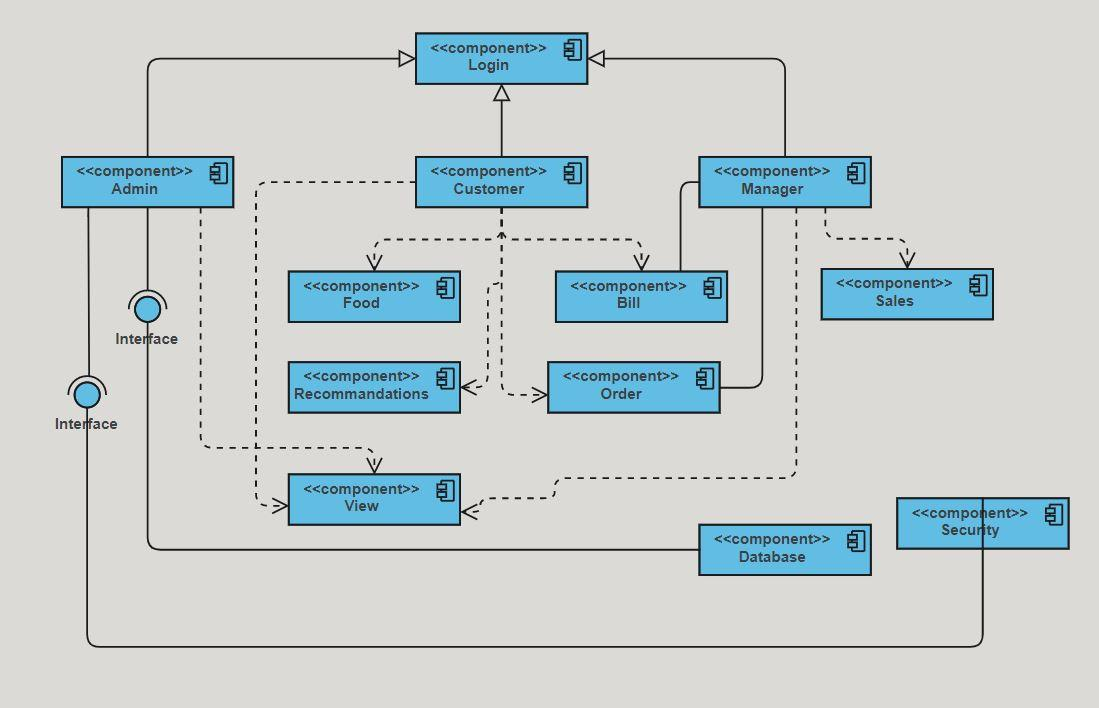 <<component>>
Login
<<component>>
Admin
<<component>>
Customer
<<component>>
Manager
<<component>>
Food
<<component>>
Bill
<<component>>
Sales
Interface
<<component>>
Recommandations
<<component>>
Order
Interface
<<component>>
View
<<component>>
Security
<<component>>
Database